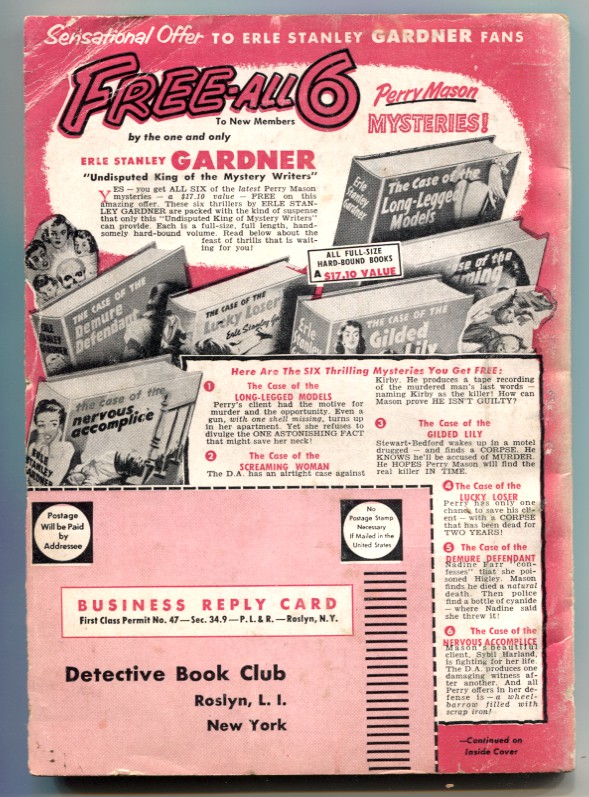 Sensational Offer TO ERLE STANLEY GARDNER FANS
FREE-ALL 6
To New Members
Perry Mason
MYSTERIES!
by the one and only
ERLE STANLEY GARDNER
"Undisputed King of the Mystery Writers"
YES — you get ALL SIX of the latest Perry Mason
mysteries — a $17.10 value — FREE on this
amazing offer. These six thrillers by ERLE STAN-
LEY GARDNER are packed with the kind of suspense
that only this "Undisputed King of Mystery Writers"
can provide. Each is a full-size, full length, hand-
somely hard-bound volume. Read below about the
feast of thrills that is wait-
ing for you!
Erle
Stanley
Gardner
The Case of the
Long-Legged
Models
ALL FULL-SIZE
HARD-BOUND BOOKS
A $17.10 VALUE
se of the
ming
ERLE
STANLEY
GARDNER
THE CASE OF THE
Demure
Defendant
THE CASE OF THE
Lucky Loser
Erle Stanley Ga
Erle
Stanley
THE CASE OF THE
Gilded
Lily
the case of the
nervous
accomplice
ERLE
STANLEY
GARDNER
Here Are The SIX Thrilling Mysteries You Get FREE:
1 The Case of the
LONG-LEGGED MODELS
Perry's client had the motive for
murder and the opportunity. Even a
gun, with one shell missing, turns up
in her apartment. Yet she refuses to
divulge the ONE ASTONISHING FACT
that might save her neck!
2 The Case of the
SCREAMING WOMAN
The D.A. has an airtight case against
Kirby. He produces a tape recording
of the murdered man's last words —
naming Kirby as the killer! How can
Mason prove HE ISN'T GUILTY?
3 The Case of the
GILDED LILY
Stewart-Bedford wakes up in a motel
drugged — and finds a CORPSE. He
KNOWS he'll be accused of MURDER.
He HOPES Perry Mason will find the
real killer IN TIME.
4 The Case of the
LUCKY LOSER
Perry has only one
chance to save his cli-
ent — with a CORPSE
that has been dead for
TWO YEARS!
5 The Case of the
DEMURE DEFENDANT
Nadine Farr "con-
fesses" that she poi-
soned Higley. Mason
finds he died a natural
death. Then police
find a bottle of cyanide
— where Nadine said
she threw it!
6 The Case of the
NERVOUS ACCOMPLICE
Mason's beautiful
client, Sybil Harland,
is fighting for her life.
The D.A. produces one
damaging witness af-
ter another. And all
Perry offers in her de-
fense is — a wheel-
barrow filled with
scrap iron!
—Continued on
Inside Cover
Postage
Will be Paid
by
Addressee
No
Postage Stamp
Necessary
If Mailed in the
United States
BUSINESS REPLY CARD
First Class Permit No. 47—Sec. 34.9—P.L.&R.—Roslyn, N.Y.
Detective Book Club
Roslyn, L. I.
New York